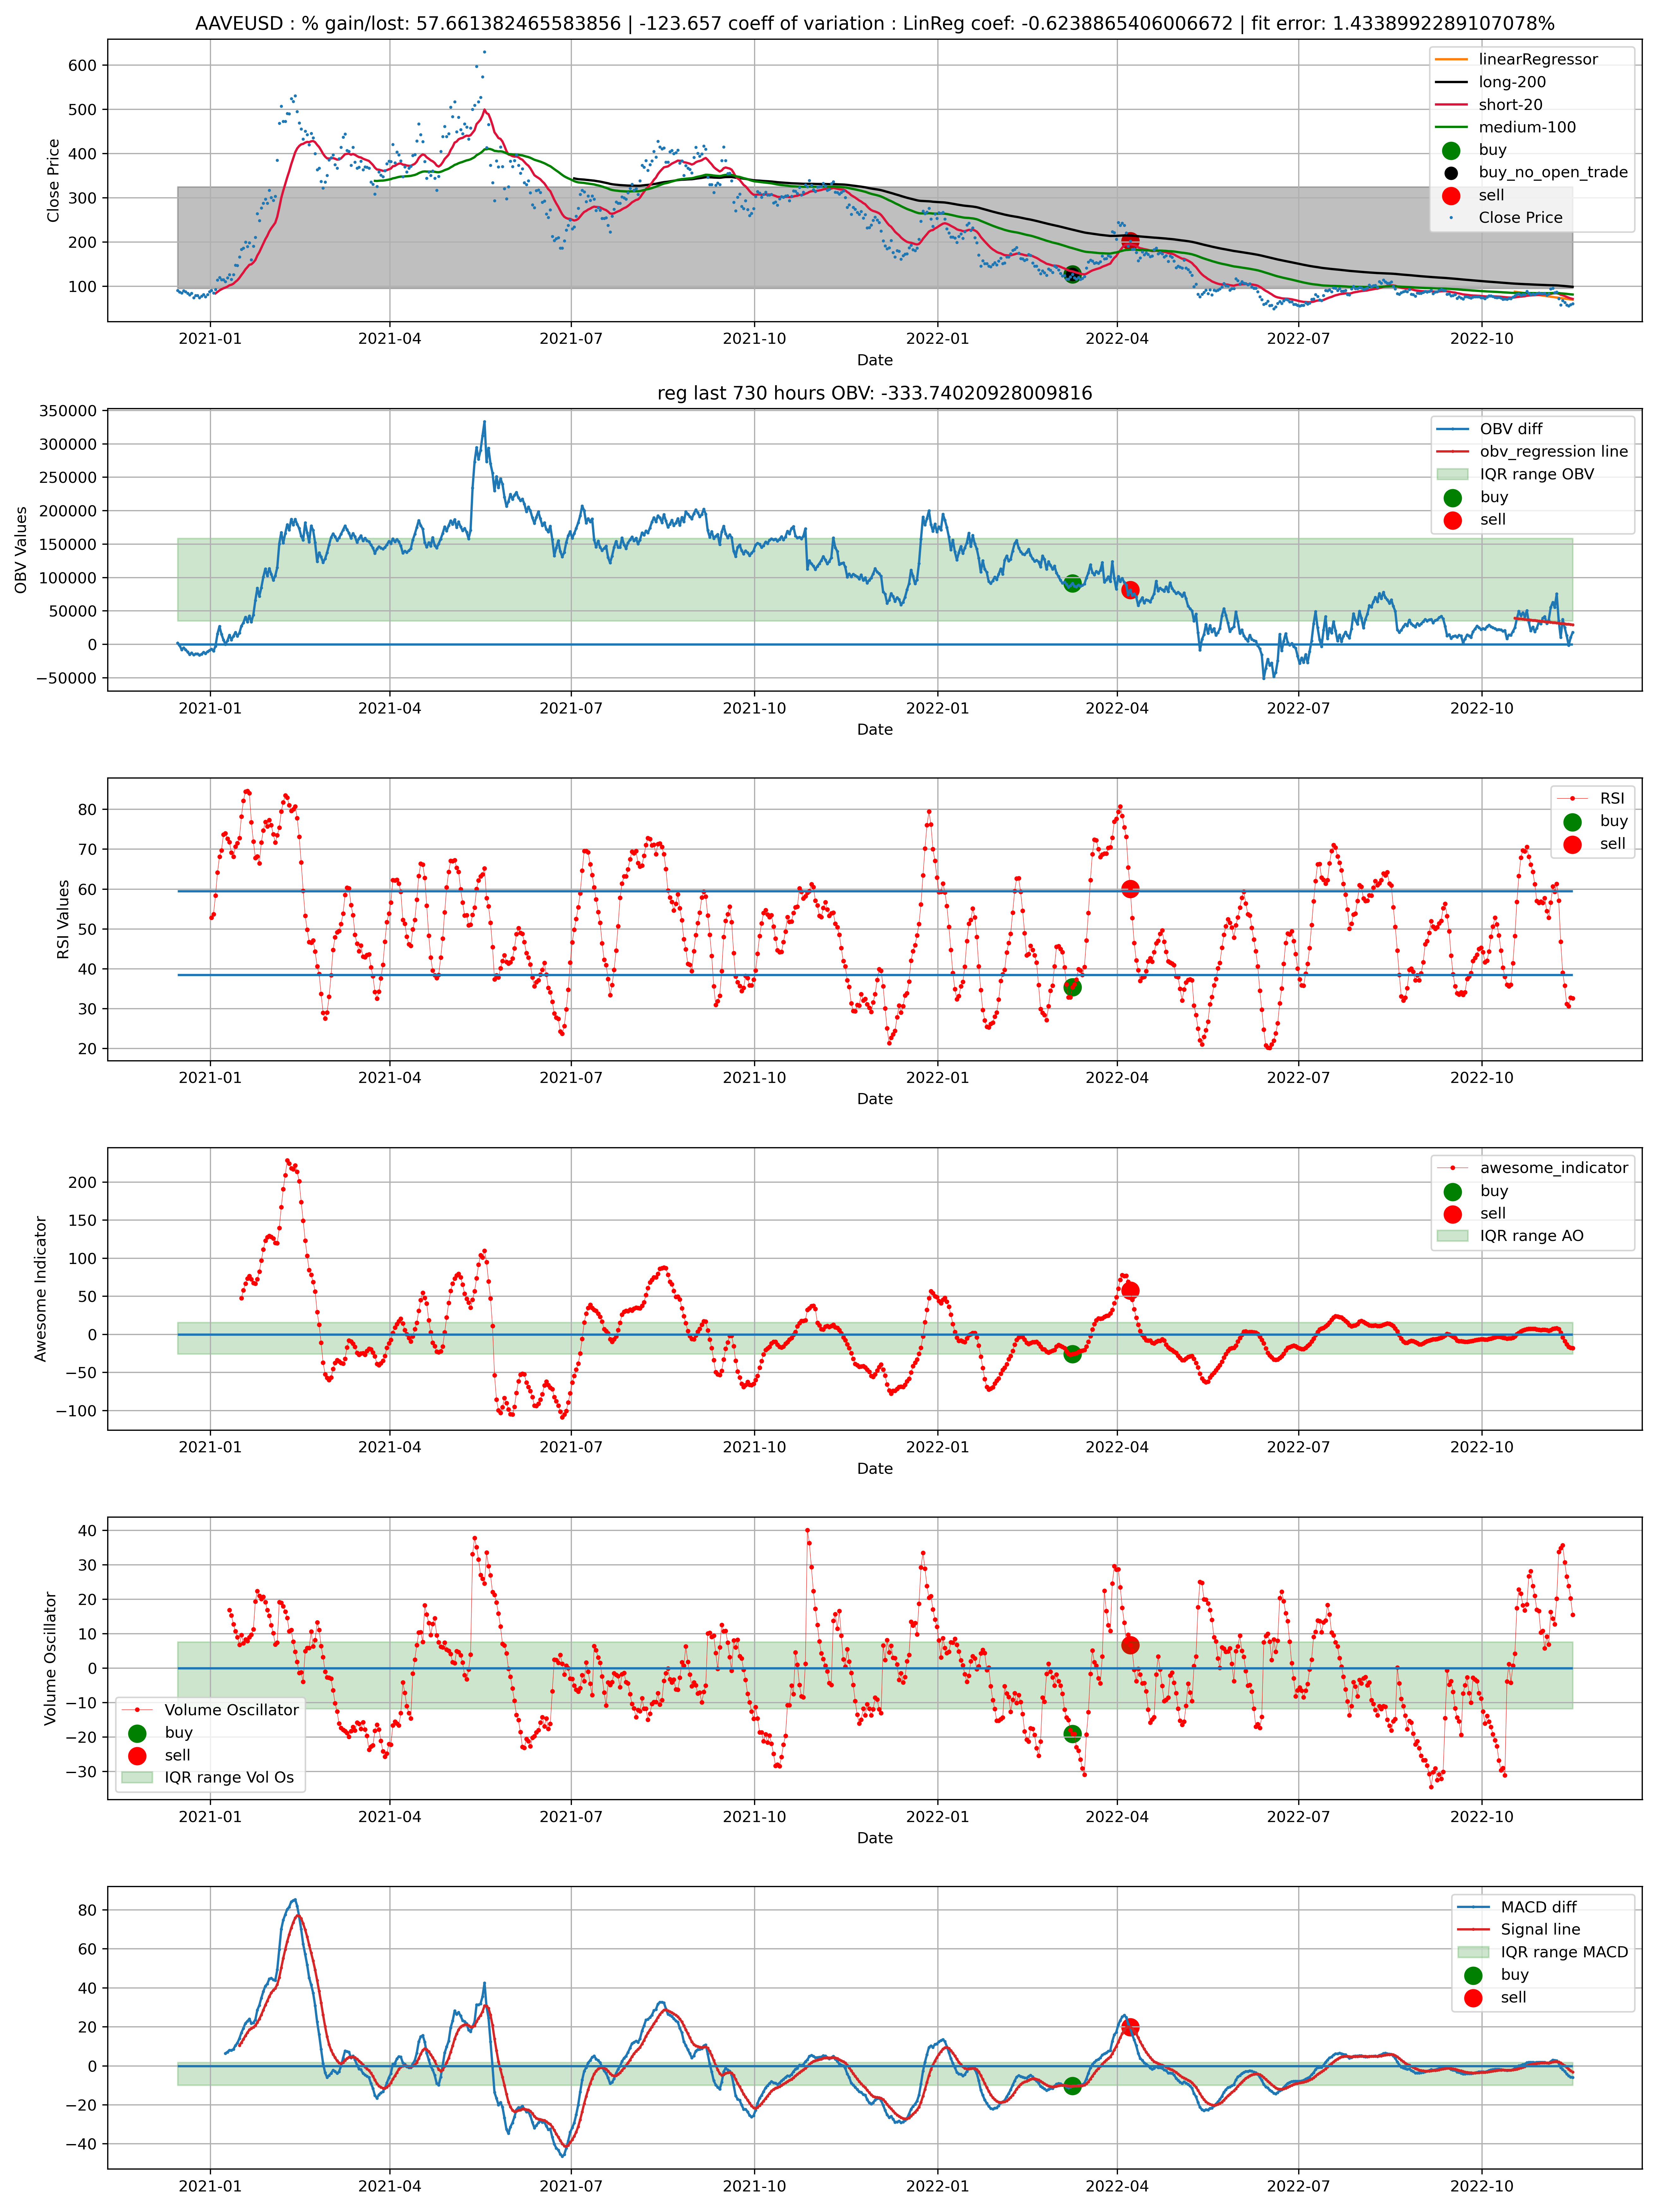 AAVEUSD : % gain/lost: 57.661382465583856 | -123.657 coeff of variation : LinReg coef: -0.6238865406006672 | fit error: 1.4338992289107078%
600
500
400
300
200
100
Close Price
linearRegressor
long-200
short-20
medium-100
buy
buy_no_open_trade
sell
Close Price
2021-01 2021-04 2021-07 2021-10 2022-01 2022-04 2022-07 2022-10
Date
reg last 730 hours OBV: -333.74020928009816
350000
300000
250000
200000
150000
100000
50000
0
−50000
OBV Values
OBV diff
obv_regression line
IQR range OBV
buy
sell
2021-01 2021-04 2021-07 2021-10 2022-01 2022-04 2022-07 2022-10
Date
80
70
60
50
40
30
20
RSI Values
RSI
buy
sell
2021-01 2021-04 2021-07 2021-10 2022-01 2022-04 2022-07 2022-10
Date
200
150
100
50
0
−50
−100
Awesome Indicator
awesome_indicator
buy
sell
IQR range AO
2021-01 2021-04 2021-07 2021-10 2022-01 2022-04 2022-07 2022-10
Date
40
30
20
10
0
−10
−20
−30
Volume Oscillator
Volume Oscillator
buy
sell
IQR range Vol Os
2021-01 2021-04 2021-07 2021-10 2022-01 2022-04 2022-07 2022-10
Date
80
60
40
20
0
−20
−40
MACD diff
Signal line
IQR range MACD
buy
sell
2021-01 2021-04 2021-07 2021-10 2022-01 2022-04 2022-07 2022-10